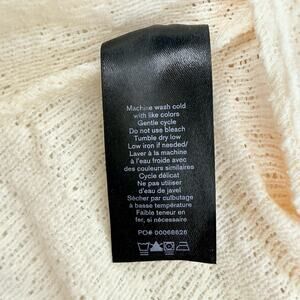 Machine wash cold
with like colors
Gentle cycle
Do not use bleach
Tumble dry low
Low iron if needed/
Laver à la machine
à l'eau froide avec
des couleurs similaires
Cycle délicat
Ne pas utiliser
d'eau de javel
Sécher par culbutage
à basse température
Faible teneur en
fer, si nécessaire
PO# 00068626